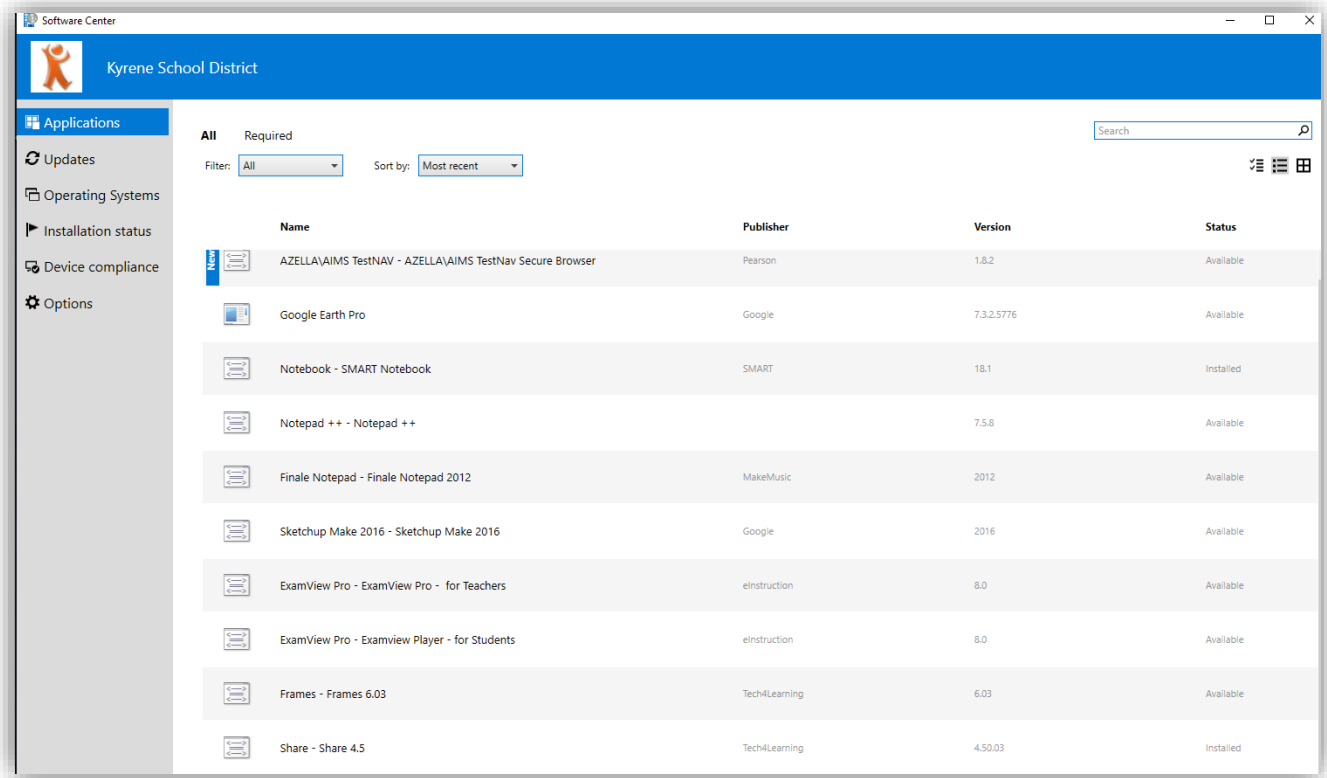 Software Center
Kyrene School District
Applications
Updates
Operating Systems
Installation status
Device compliance
Options
All Required
Search
Filter: All Sort by: Most recent
Name Publisher Version Status
New AZELLA\AIMS TestNAV - AZELLA\AIMS TestNav Secure Browser Pearson 1.8.2 Available
Google Earth Pro Google 7.3.2.5776 Available
Notebook - SMART Notebook SMART 18.1 Installed
Notepad ++ - Notepad ++ 7.5.8 Available
Finale Notepad - Finale Notepad 2012 MakeMusic 2012 Available
Sketchup Make 2016 - Sketchup Make 2016 Google 2016 Available
ExamView Pro - ExamView Pro - for Teachers eInstruction 8.0 Available
ExamView Pro - Examview Player - for Students eInstruction 8.0 Available
Frames - Frames 6.03 Tech4Learning 6.03 Available
Share - Share 4.5 Tech4Learning 4.50.03 Installed